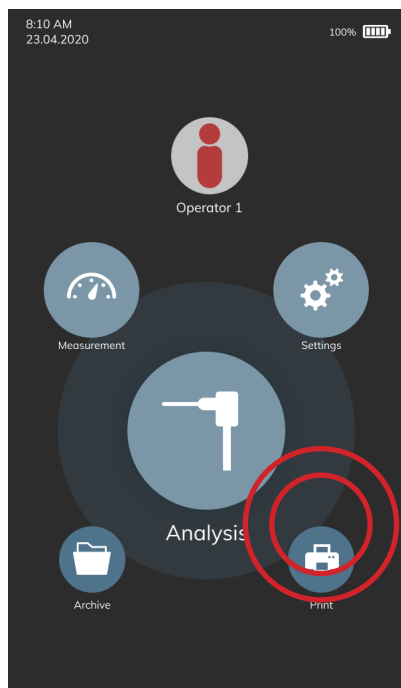 8:10 AM
23.04.2020
100%
Operator 1
Measurement
Settings
Analysis
Archive
Print